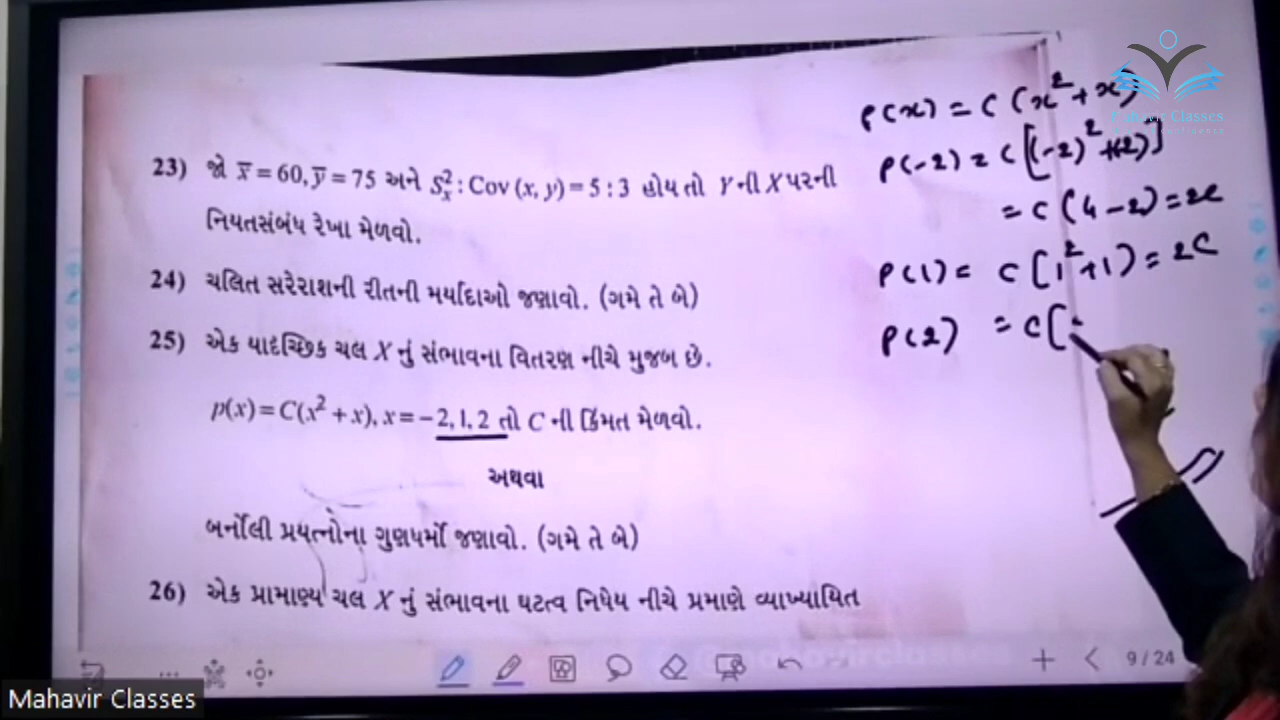 23) જો x̅ = 60, y̅ = 75 અને Sₓ² : Cov (x, y) = 5 : 3 હોય તો Y ની X પરની
નિયતસંબંધ રેખા મેળવો.
24) ચલિત સરેરાશની રીતની મર્યાદાઓ જણાવો. (ગમે તે બે)
25) એક યાદચ્છિક ચલ X નું સંભાવના વિતરણ નીચે મુજબ છે.
p(x) = C(x² + x), x = −2, 1, 2 તો C ની કિંમત મેળવો.
અથવા
બર્નોલી પ્રયત્નોના ગુણધર્મો જણાવો. (ગમે તે બે)
26) એક પ્રામાણ્ય ચલ X નું સંભાવના ઘટત્વ વિધેય નીચે પ્રમાણે વ્યાખ્યાયિત
P(x) = C (x² + x)
P(-2) = C [(-2)² + (-2)]
= C (4 - 2) = 2C
P(1) = C [1² + 1) = 2C
P(2) = C [
Mahavir Classes
9 / 24
Mahavir Classes